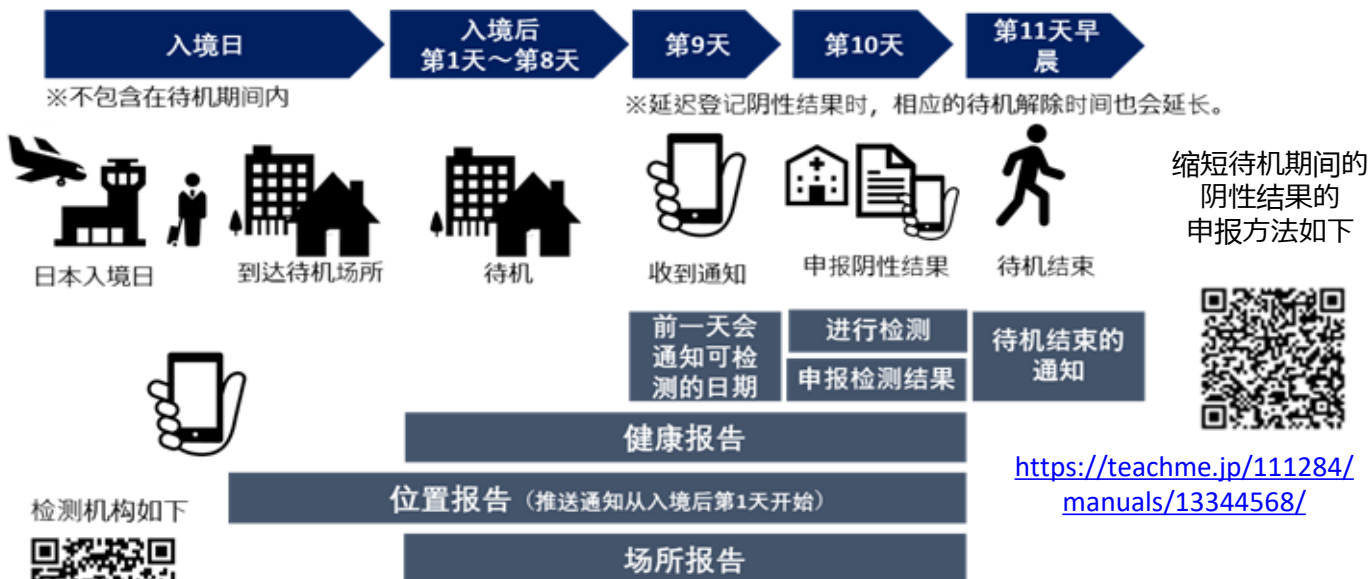 入境日
入境后
第1天～第8天
第9天
第10天
第11天早
晨
※不包含在待机期间内
※延迟登记阴性结果时，相应的待机解除时间也会延长。
日本入境日
到达待机场所
待机
收到通知
申报阴性结果
待机结束
缩短待机期间的
阴性结果的
申报方法如下
前一天会
通知可检
测的日期
进行检测
申报检测结果
待机结束的
通知
健康报告
位置报告（推送通知从入境后第1天开始）
场所报告
https://teachme.jp/111284/
manuals/13344568/
检测机构如下